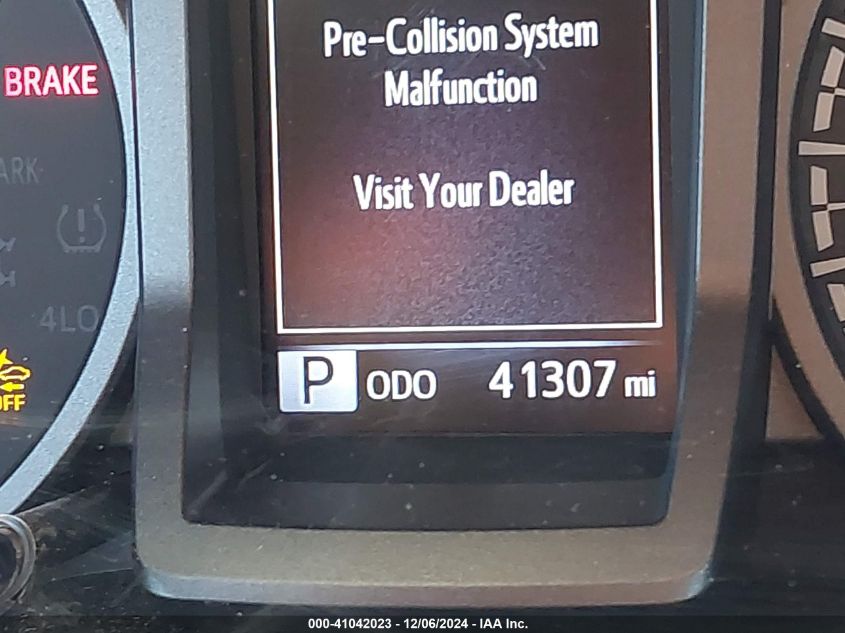 Pre-Collision System
Malfunction
BRAKE
Visit Your Dealer
ARK
4LO
P ODO 41307 mi
OFF
000-41042023 - 12/06/2024 - IAA Inc.